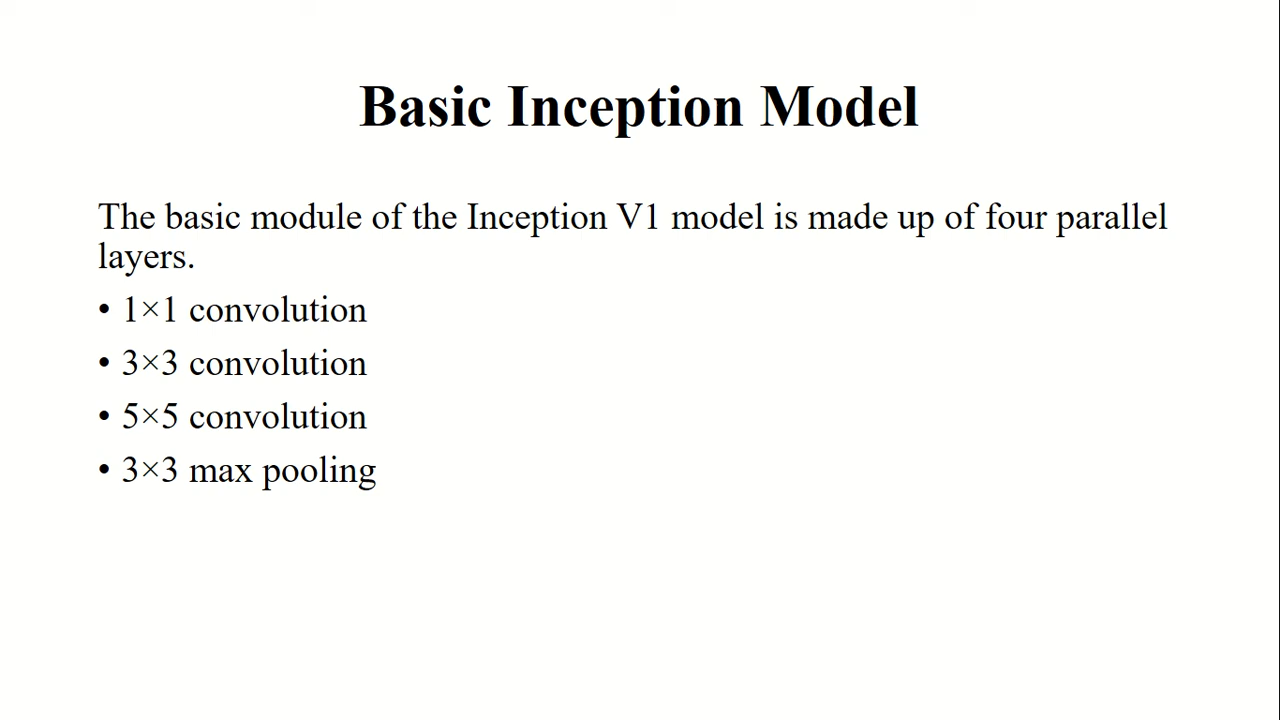 Basic Inception Model
The basic module of the Inception V1 model is made up of four parallel
layers.
• 1×1 convolution
• 3×3 convolution
• 5×5 convolution
• 3×3 max pooling